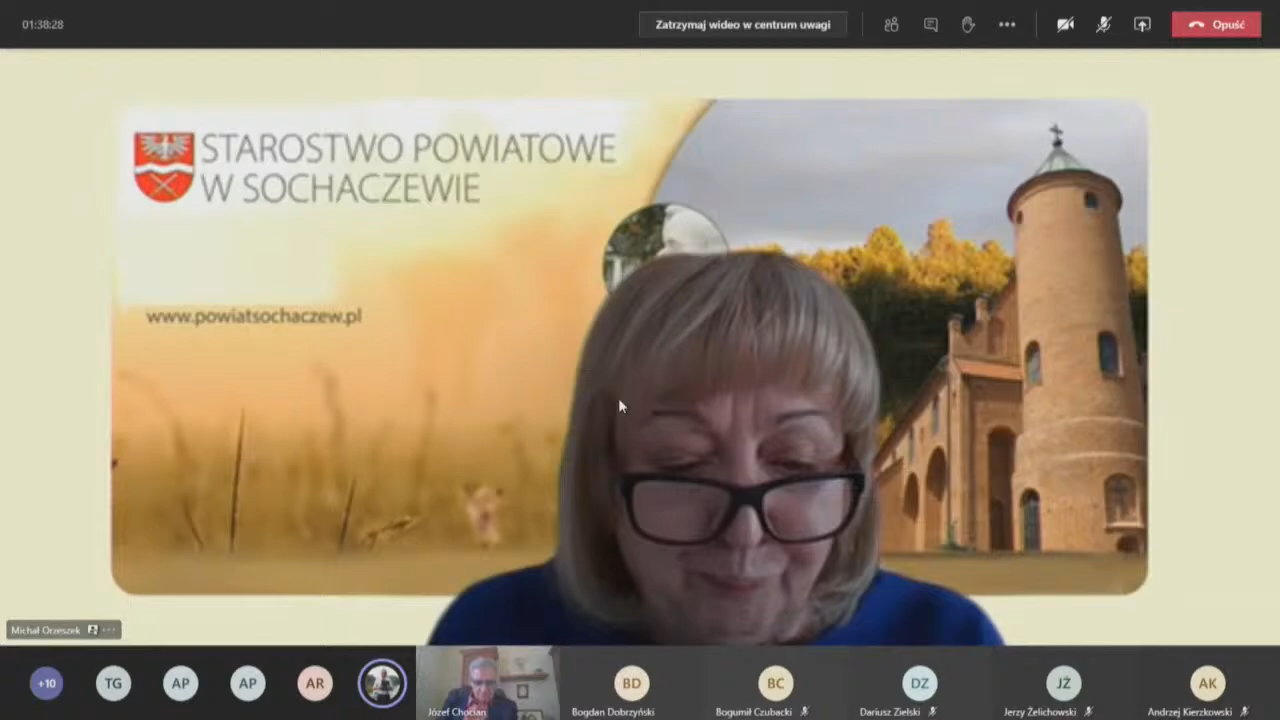 01:38:28
Zatrzymaj wideo w centrum uwagi
Opuść
STAROSTWO POWIATOWE
W SOCHACZEWIE
www.powiatsochaczew.pl
Michał Orzeszek
+10
TG
AP
AP
AR
Józef Chocian
BD
Bogdan Dobrzyński
BC
Bogumił Czubacki
DZ
Dariusz Zielski
JŻ
Jerzy Żelichowski
AK
Andrzej Kierzkowski